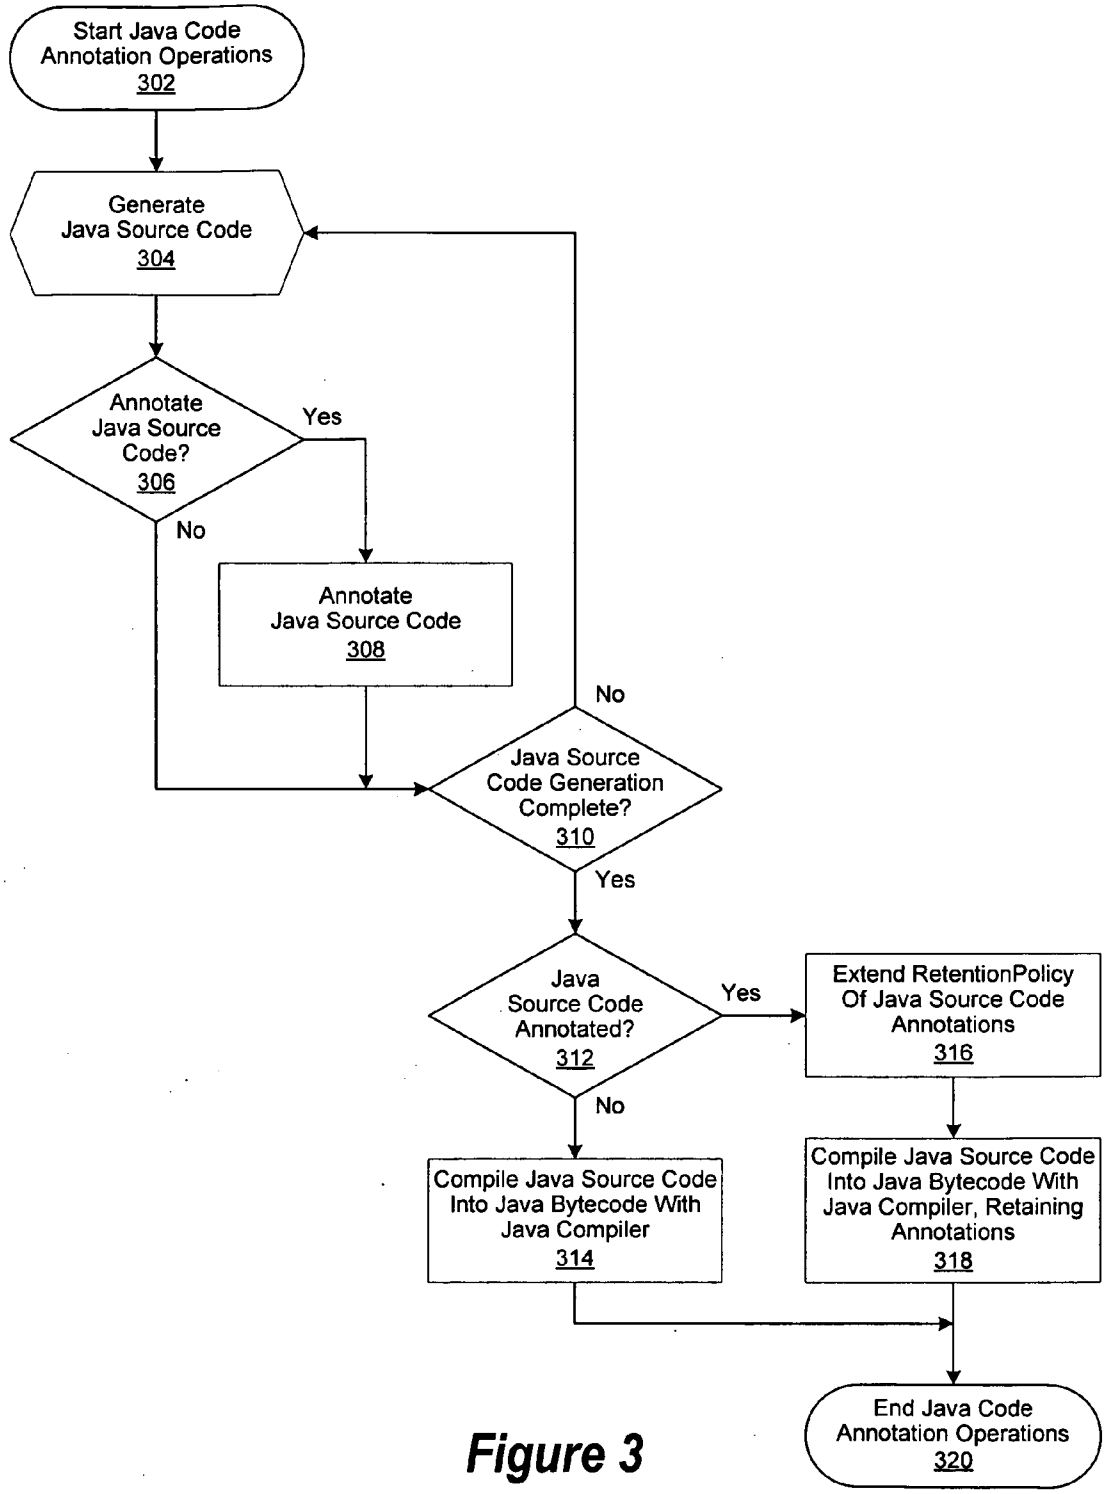 Start Java Code
Annotation Operations
302
Generate
Java Source Code
304
Annotate
Java Source
Code?
306
Yes
No
Annotate
Java Source Code
308
No
Java Source
Code Generation
Complete?
310
Yes
Java
Source Code
Annotated?
312
Yes
No
Extend RetentionPolicy
Of Java Source Code
Annotations
316
Compile Java Source Code
Into Java Bytecode With
Java Compiler
314
Compile Java Source Code
Into Java Bytecode With
Java Compiler, Retaining
Annotations
318
End Java Code
Annotation Operations
320
Figure 3